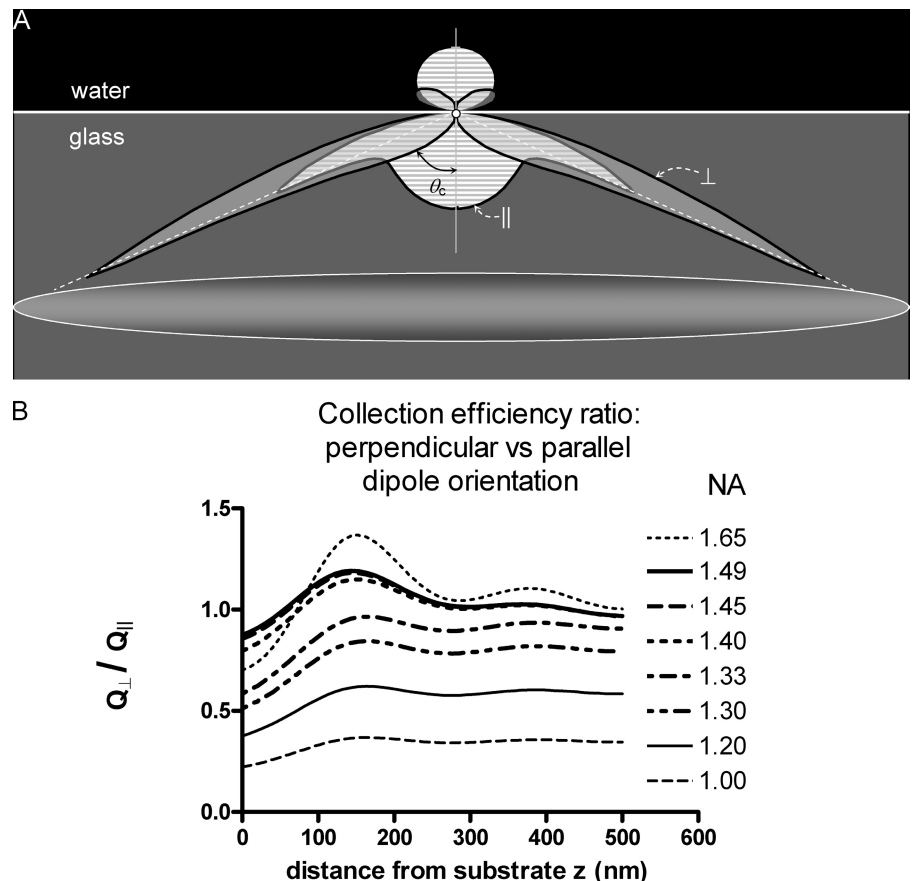 A
water
glass
θc
⊥
||
B
Collection efficiency ratio:
perpendicular vs parallel
dipole orientation
NA
1.65
1.49
1.45
1.40
1.33
1.30
1.20
1.00
Q⊥ / Q||
1.5
1.0
0.5
0.0
0 100 200 300 400 500 600
distance from substrate z (nm)